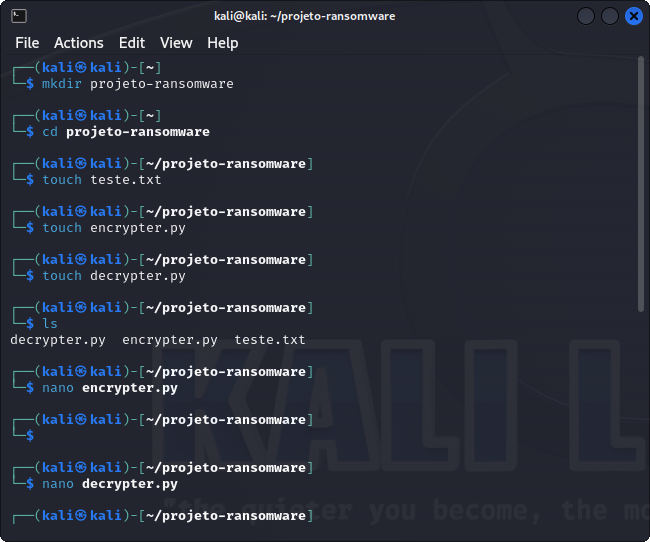 kali@kali: ~/projeto-ransomware
File Actions Edit View Help
┌──(kali㉿kali)-[~]
└─$ mkdir projeto-ransomware
┌──(kali㉿kali)-[~]
└─$ cd projeto-ransomware
┌──(kali㉿kali)-[~/projeto-ransomware]
└─$ touch teste.txt
┌──(kali㉿kali)-[~/projeto-ransomware]
└─$ touch encrypter.py
┌──(kali㉿kali)-[~/projeto-ransomware]
└─$ touch decrypter.py
┌──(kali㉿kali)-[~/projeto-ransomware]
└─$ ls
decrypter.py  encrypter.py  teste.txt
┌──(kali㉿kali)-[~/projeto-ransomware]
└─$ nano encrypter.py
┌──(kali㉿kali)-[~/projeto-ransomware]
└─$
┌──(kali㉿kali)-[~/projeto-ransomware]
└─$ nano decrypter.py
┌──(kali㉿kali)-[~/projeto-ransomware]
KALI L
"the quieter you become, the mo